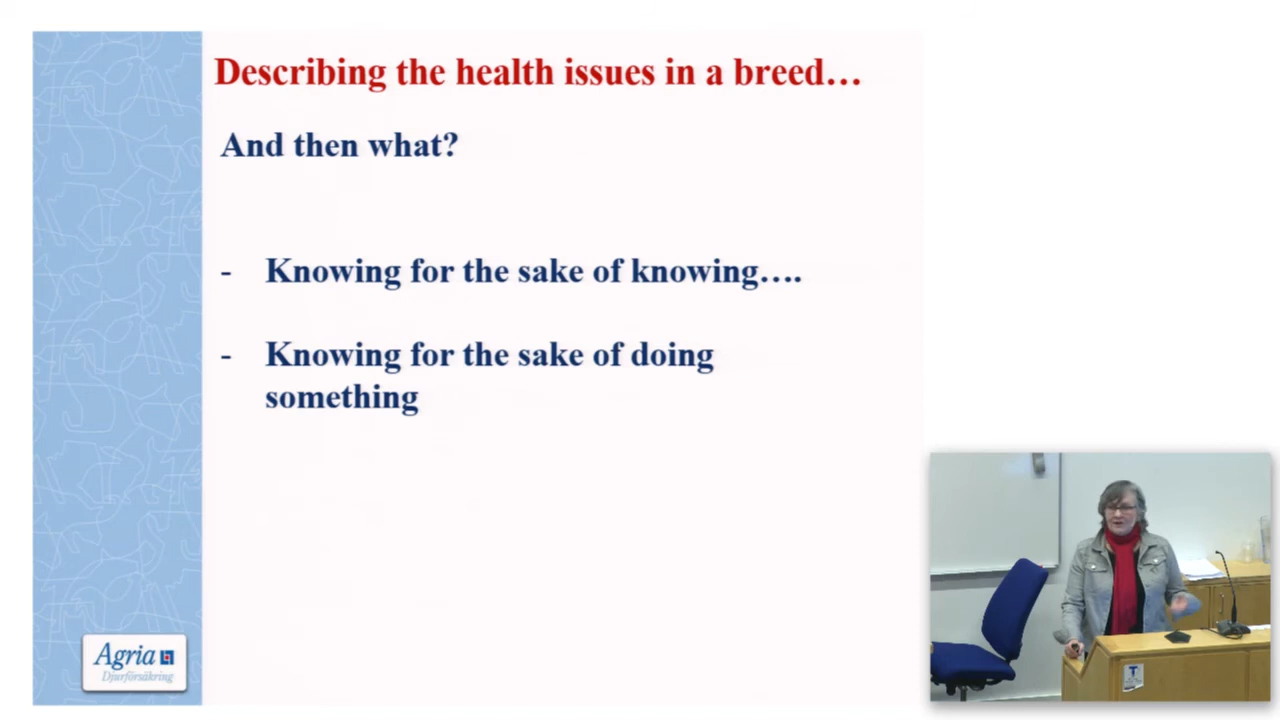 Describing the health issues in a breed…
And then what?
- Knowing for the sake of knowing….
- Knowing for the sake of doing
something
Agria
Djurförsäkring